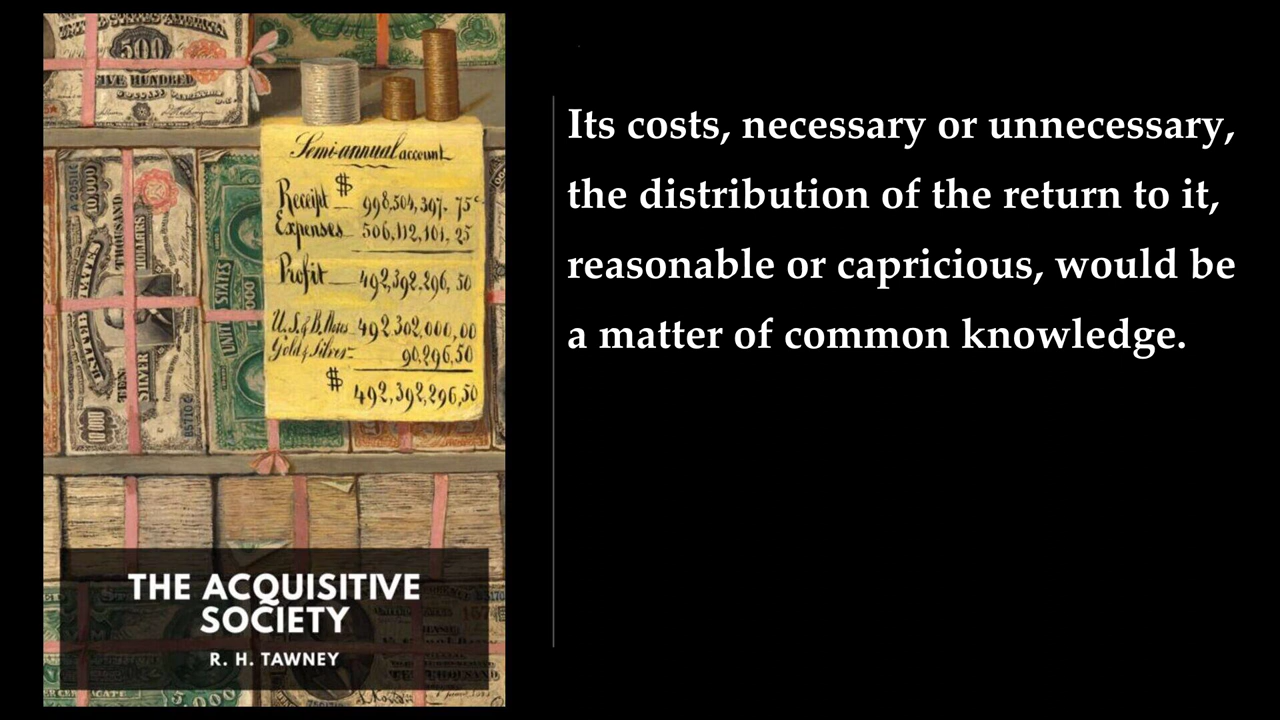 500
FIVE HUNDRED
Semi-annual account
$
Receipt 998,504,397. 75c
Expenses 506,112,101, 25
Profit 492,392,296, 50
U.S.& B. Notes 492 302,000,00
Gold & Silver 90,296,50
$ 492,392,296,50
THE ACQUISITIVE
SOCIETY
R. H. TAWNEY
Its costs, necessary or unnecessary,
the distribution of the return to it,
reasonable or capricious, would be
a matter of common knowledge.